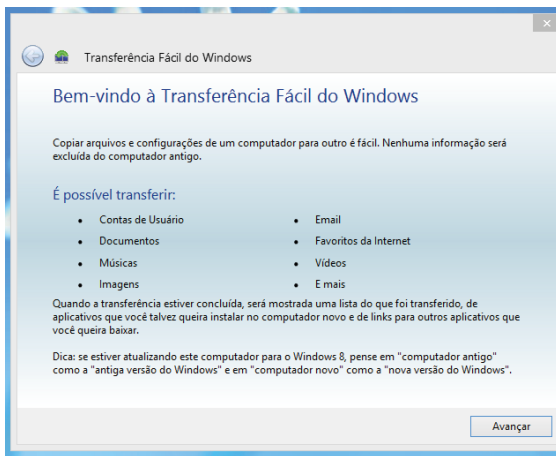 Transferência Fácil do Windows
Bem-vindo à Transferência Fácil do Windows
Copiar arquivos e configurações de um computador para outro é fácil. Nenhuma informação será
excluída do computador antigo.
É possível transferir:
• Contas de Usuário
• Email
• Documentos
• Favoritos da Internet
• Músicas
• Vídeos
• Imagens
• E mais
Quando a transferência estiver concluída, será mostrada uma lista do que foi transferido, de
aplicativos que você talvez queira instalar no computador novo e de links para outros aplicativos que
você queira baixar.
Dica: se estiver atualizando este computador para o Windows 8, pense em "computador antigo"
como a "antiga versão do Windows" e em "computador novo" como a "nova versão do Windows".
Avançar